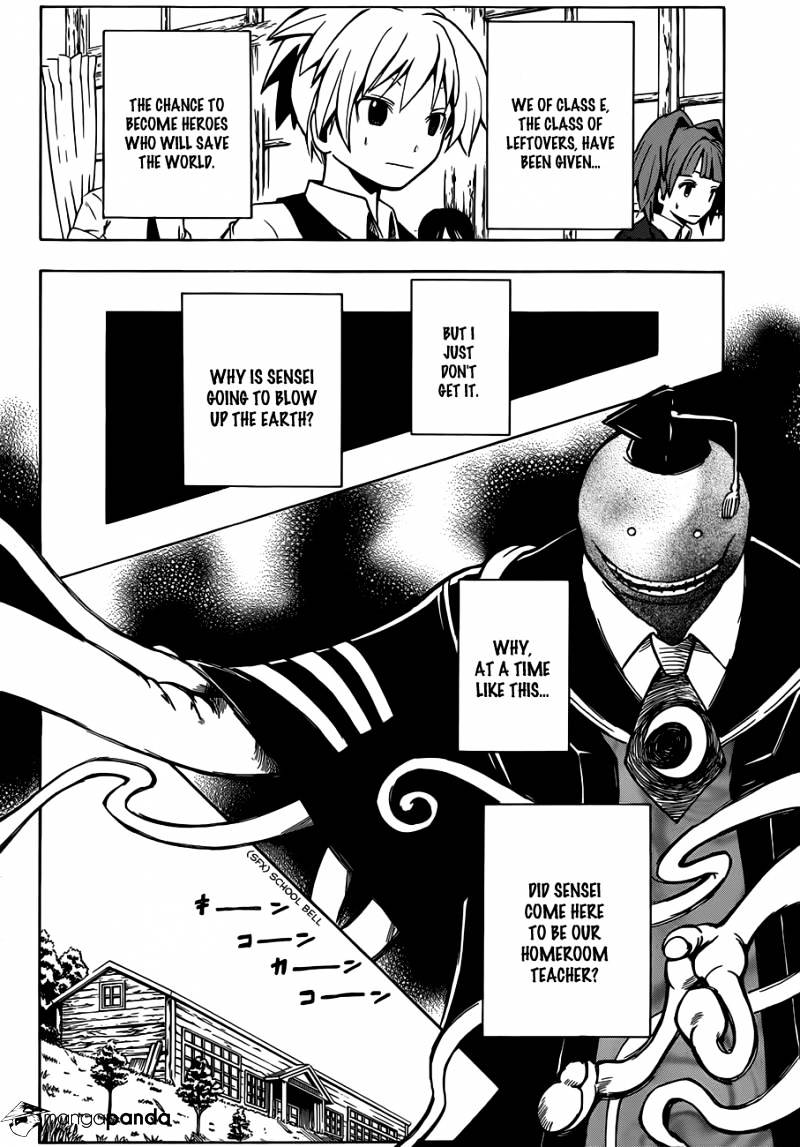 WE OF CLASS E,
THE CLASS OF
LEFTOVERS, HAVE
BEEN GIVEN...
THE CHANCE TO
BECOME HEROES
WHO WILL SAVE
THE WORLD.
BUT I
JUST
DON'T
GET IT.
WHY IS SENSEI
GOING TO BLOW
UP THE EARTH?
WHY,
AT A TIME
LIKE THIS...
DID SENSEI
COME HERE
TO BE OUR
HOMEROOM
TEACHER?
(SFX) SCHOOL BELL
キーン
コーン
カーン
コーン
mangapanda